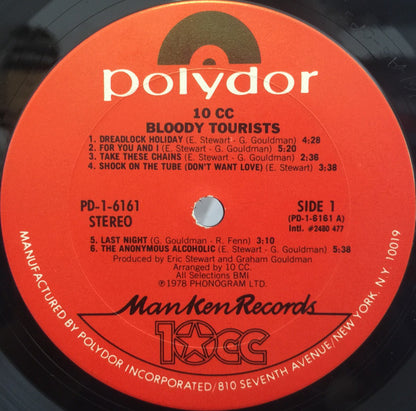 polydor
10 CC
BLOODY TOURISTS
1. DREADLOCK HOLIDAY (E. Stewart - G. Gouldman) 4:28
2. FOR YOU AND I (E. Stewart - G. Gouldman) 5:20
3. TAKE THESE CHAINS (E. Stewart - G. Gouldman) 2:36
4. SHOCK ON THE TUBE (DON'T WANT LOVE) (E. Stewart) 3:38
PD-1-6161
STEREO
SIDE 1
(PD-1-6161 A)
Intl. #2480 477
5. LAST NIGHT (G. Gouldman - R. Fenn) 3:10
6. THE ANONYMOUS ALCOHOLIC (E. Stewart - G. Gouldman) 5:38
Produced by Eric Stewart and Graham Gouldman
Arranged by 10 CC.
All Selections BMI
℗1978 PHONOGRAM LTD.
ManKenRecords
10cc
MANUFACTURED BY POLYDOR INCORPORATED/810 SEVENTH AVENUE/NEW YORK, N.Y. 10019